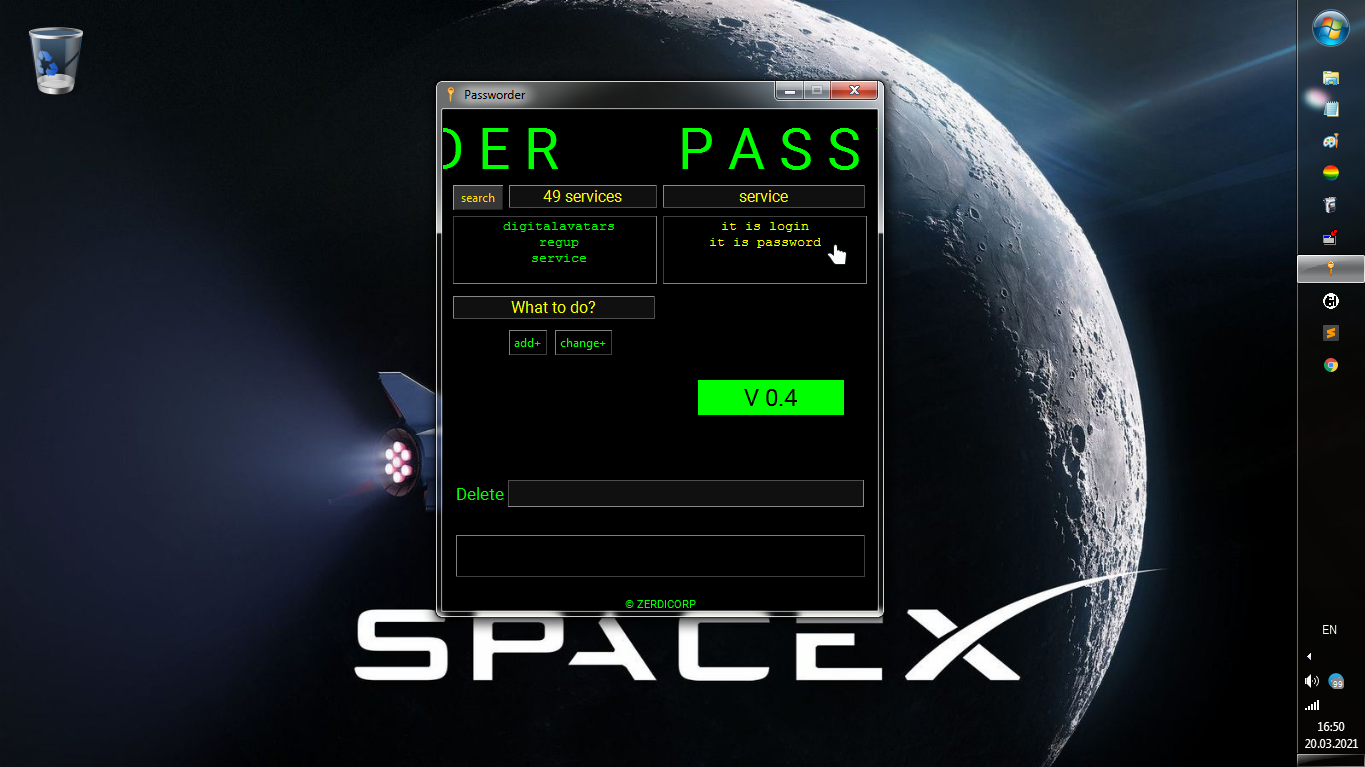 Passworder
DER PASS
search
49 services
service
digitalavatars
regup
service
it is login
it is password
What to do?
add+
change+
V 0.4
Delete
© ZERDICORP
SPACEX
EN
99
16:50
20.03.2021